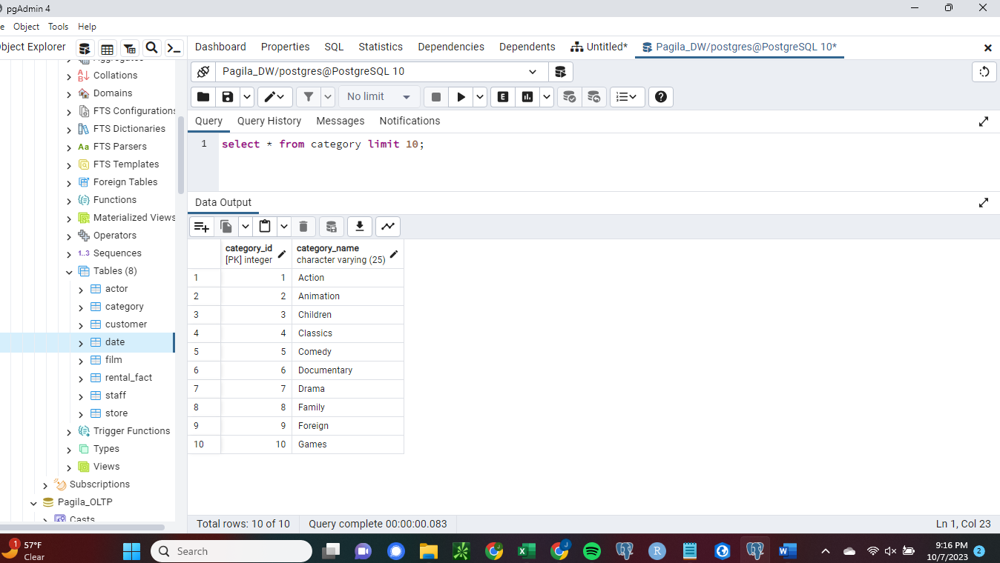 pgAdmin 4
e Object Tools Help
bject Explorer
Dashboard Properties SQL Statistics Dependencies Dependents Untitled* Pagila_DW/postgres@PostgreSQL 10*
Aggregates
Collations
Domains
FTS Configurations
FTS Dictionaries
Aa FTS Parsers
FTS Templates
Foreign Tables
Functions
Materialized Views
Operators
1..3 Sequences
Tables (8)
actor
category
customer
date
film
rental_fact
staff
store
Trigger Functions
Types
Views
Subscriptions
Pagila_OLTP
Casts
Pagila_DW/postgres@PostgreSQL 10
No limit
E
Query Query History Messages Notifications
1 select * from category limit 10;
Data Output
category_id category_name
[PK] integer character varying (25)
1 1 Action
2 2 Animation
3 3 Children
4 4 Classics
5 5 Comedy
6 6 Documentary
7 7 Drama
8 8 Family
9 9 Foreign
10 10 Games
Total rows: 10 of 10 Query complete 00:00:00.083 Ln 1, Col 23
1 57°F
Clear
Search
J J R W
9:16 PM
10/7/2023 2